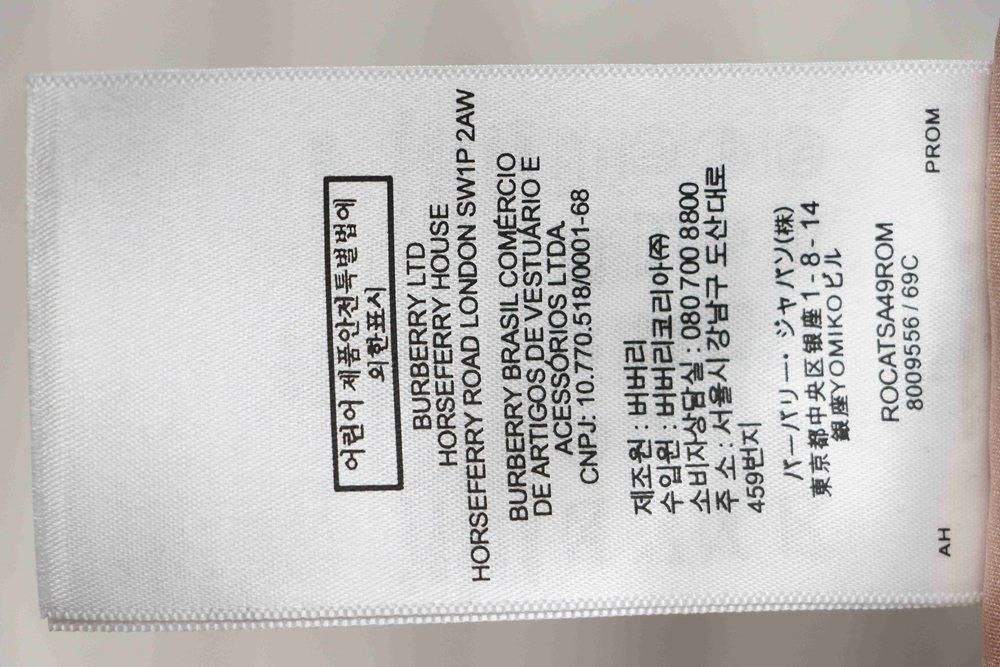 어린이 제품안전특별법에
의한표시
BURBERRY LTD
HORSEFERRY HOUSE
HORSEFERRY ROAD LONDON SW1P 2AW
BURBERRY BRASIL COMÉRCIO
DE ARTIGOS DE VESTUÁRIO E
ACESSÓRIOS LTDA.
CNPJ: 10.770.518/0001-68
제조원 : 버버리
수입원 : 버버리코리아(주)
소비자상담실 : 080 700 8800
주 소 : 서울시 강남구 도산대로
459번지
バーバリー・ジャパン(株)
東京都中央区銀座1-8-14
銀座YOMIKOビル
ROCATSA49ROM
8009556 / 69C
AH
PROM